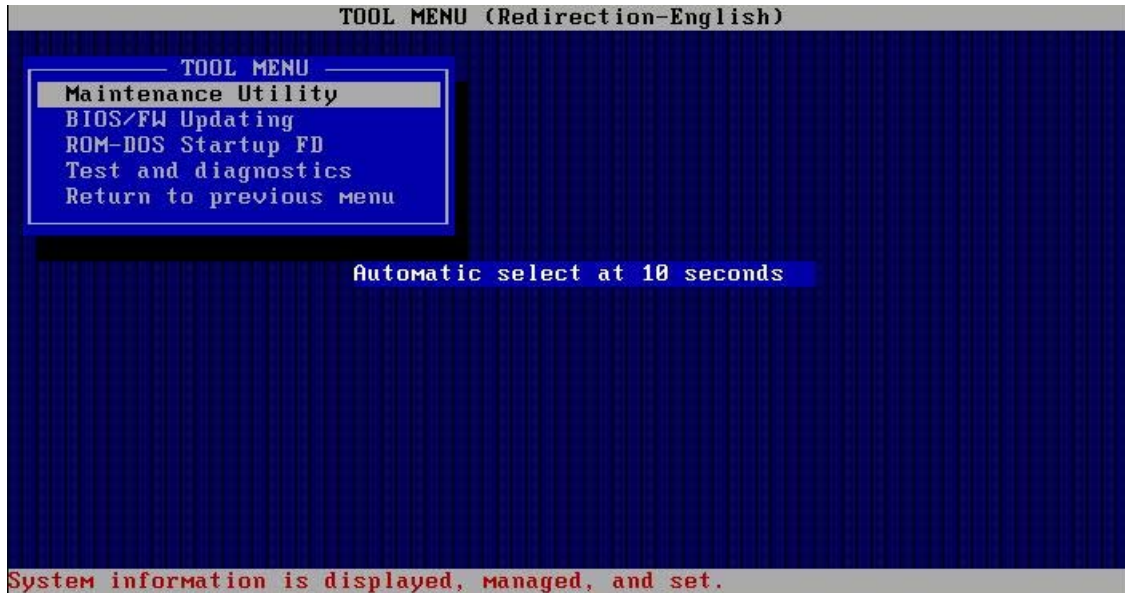 TOOL MENU (Redirection-English)
TOOL MENU
Maintenance Utility
BIOS/FW Updating
ROM-DOS Startup FD
Test and diagnostics
Return to previous menu
Automatic select at 10 seconds
System information is displayed, managed, and set.